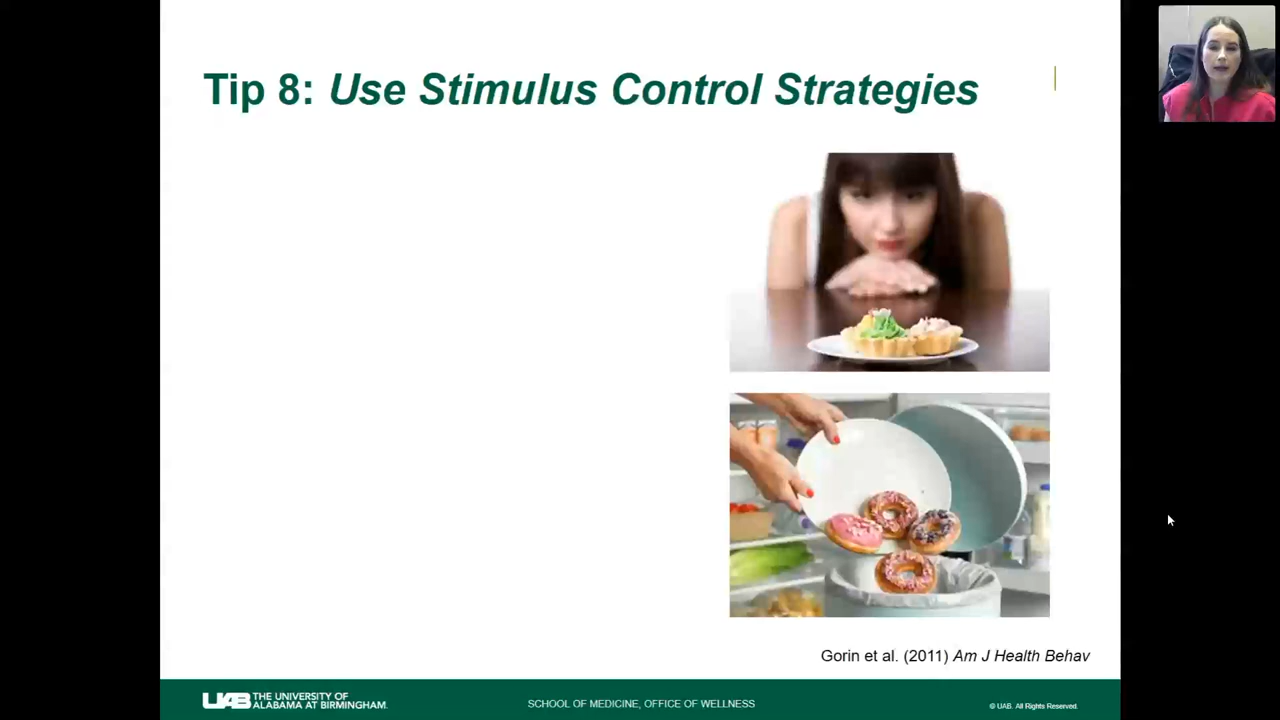 Tip 8: Use Stimulus Control Strategies
Gorin et al. (2011) Am J Health Behav
UAB THE UNIVERSITY OF
ALABAMA AT BIRMINGHAM.
SCHOOL OF MEDICINE, OFFICE OF WELLNESS
© UAB. All Rights Reserved.